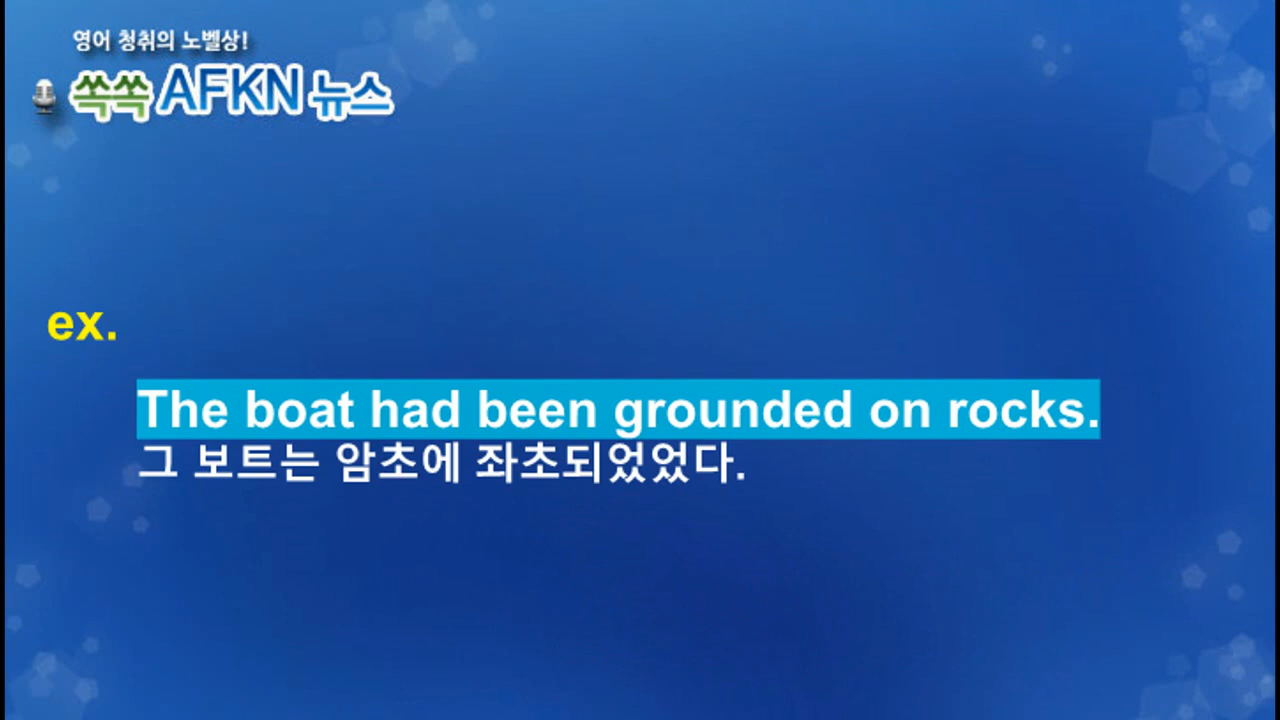 영어 청취의 노벨상!
쏙쏙 AFKN 뉴스
ex.
The boat had been grounded on rocks.
그 보트는 암초에 좌초되었었다.